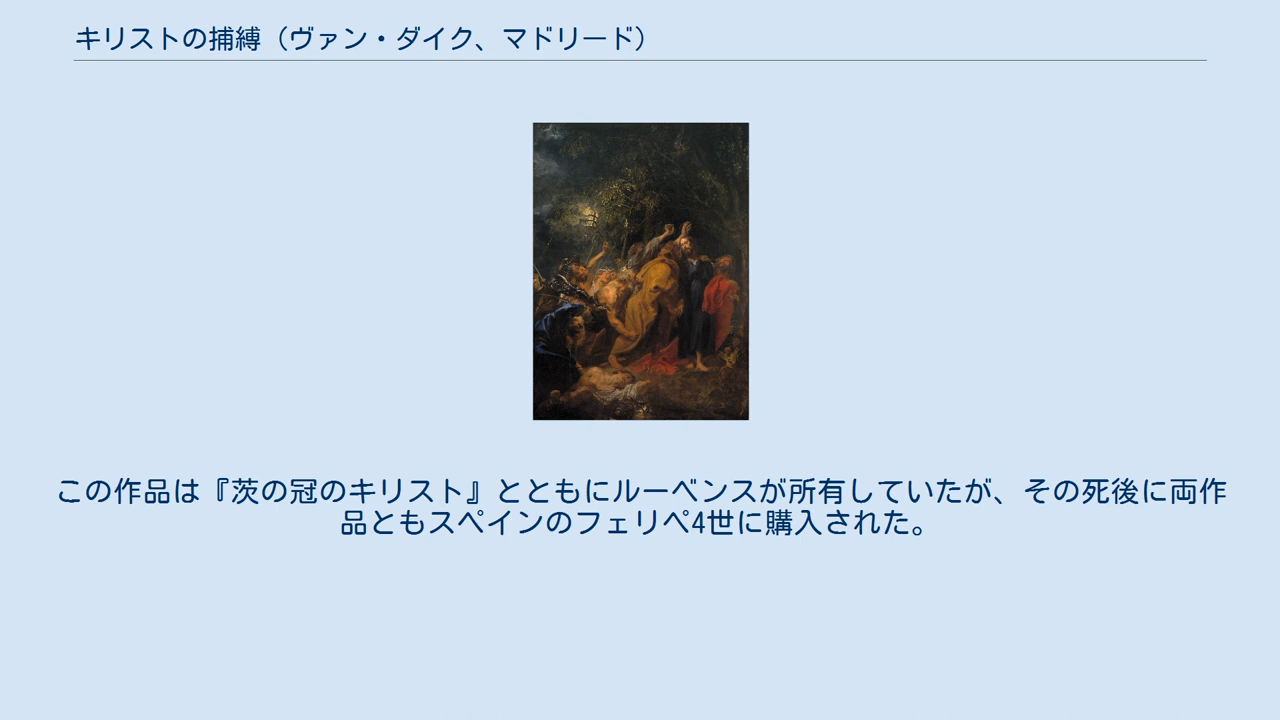 キリストの捕縛（ヴァン・ダイク、マドリード）
この作品は『茨の冠のキリスト』とともにルーベンスが所有していたが、その死後に両作
品ともスペインのフェリペ4世に購入された。